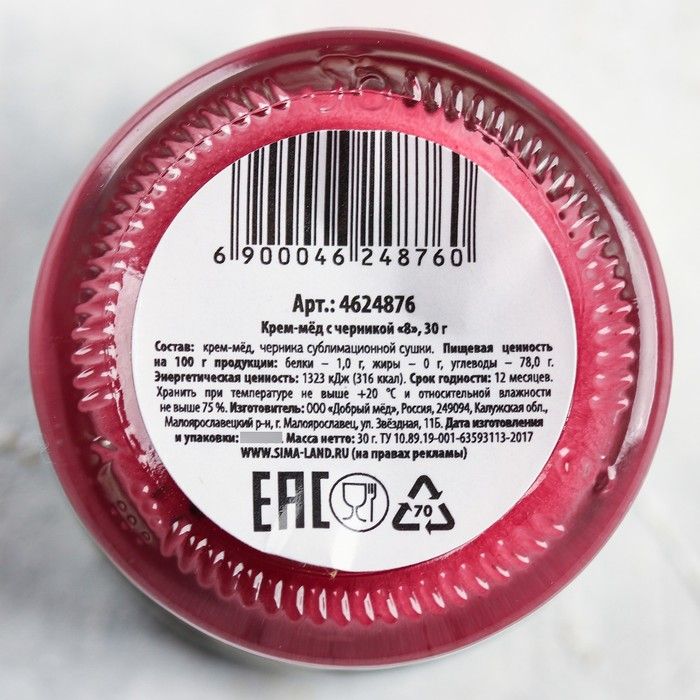 6 900046 248760
Арт.: 4624876
Крем-мёд с черникой «8», 30 г
Состав: крем-мёд, черника сублимационной сушки. Пищевая ценность
на 100 г продукции: белки – 1,0 г, жиры – 0 г, углеводы – 78,0 г.
Энергетическая ценность: 1323 кДж (316 ккал). Срок годности: 12 месяцев.
Хранить при температуре не выше +20 °С и относительной влажности
не выше 75 %. Изготовитель: ООО «Добрый мёд», Россия, 249094, Калужская обл.,
Малоярославецкий р-н, г. Малоярославец, ул. Звёздная, 11Б. Дата изготовления
и упаковки: Масса нетто: 30 г. ТУ 10.89.19-001-63593113-2017
WWW.SIMA-LAND.RU (на правах рекламы)
EAC
70